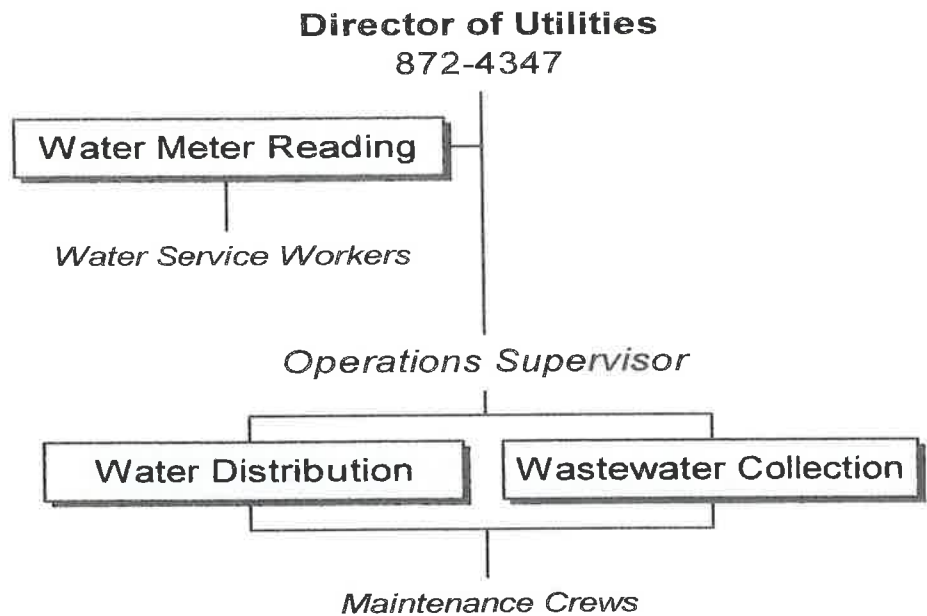 Director of Utilities
872-4347
Water Meter Reading
Water Service Workers
Operations Supervisor
Water Distribution
Wastewater Collection
Maintenance Crews